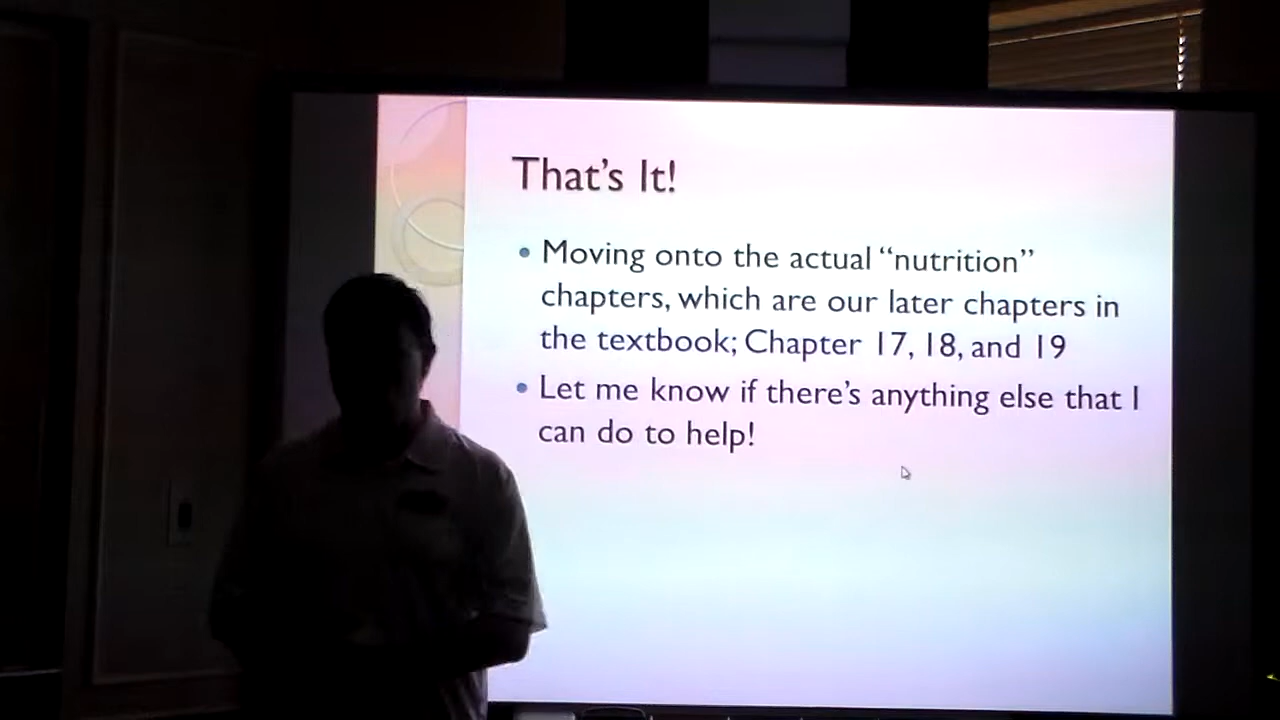 That's It!
• Moving onto the actual “nutrition”
chapters, which are our later chapters in
the textbook; Chapter 17, 18, and 19
• Let me know if there's anything else that I
can do to help!